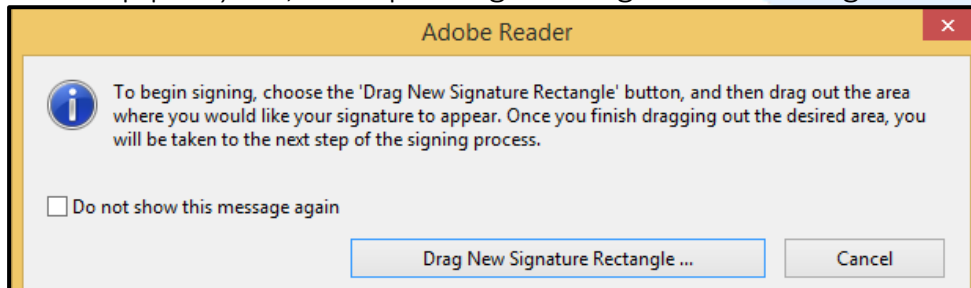 Adobe Reader
To begin signing, choose the 'Drag New Signature Rectangle' button, and then drag out the area
where you would like your signature to appear. Once you finish dragging out the desired area, you
will be taken to the next step of the signing process.
Do not show this message again
Drag New Signature Rectangle ...
Cancel